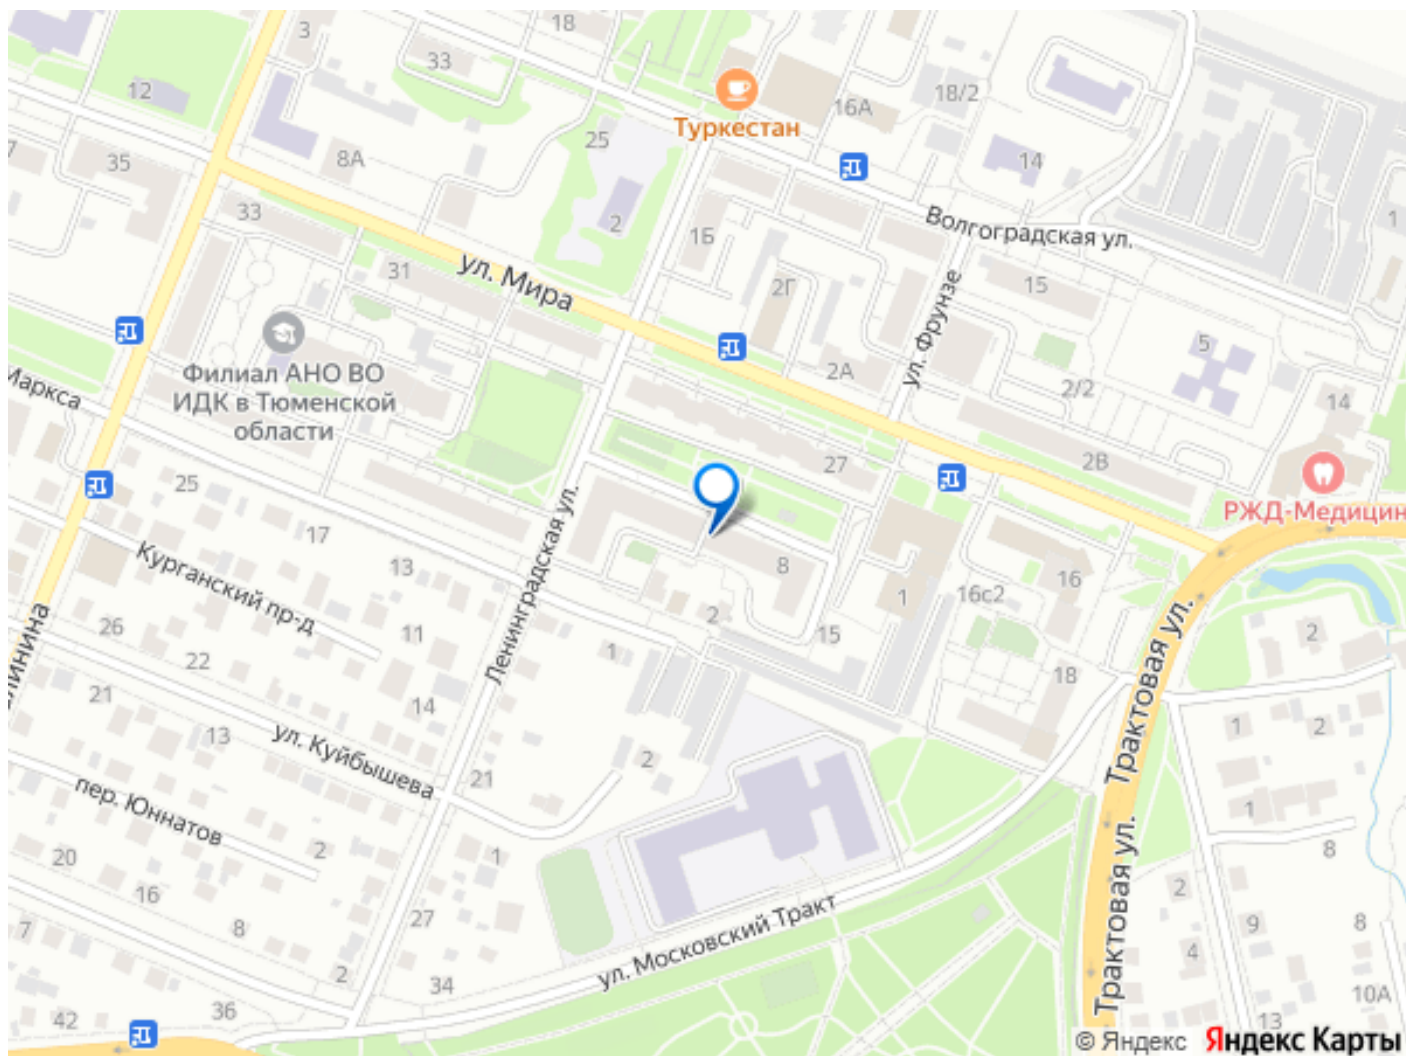 3
18
33
12
18/2
16А
Туркестан
25
14
8А
35
7
1
33
2
1Б
Волгоградская ул.
31
ул. Мира
2Г
15
ул. Фрунзе
5
Филиал АНО ВО
ИДК в Тюменской
области
Маркса
2А
2/2
14
27
2В
25
РЖД-Медицин
17
Курганский пр-д
13
Ленинградская ул.
8
16
16с2
1
2
26
11
15
2
22
1
18
Трактовая ул.
линина
21
14
13
ул. Куйбышева
21
2
1
2
пер. Юннатов
2
1
1
8
20
16
8
27
ул. Московский Тракт
Трактовая ул.
2
9
8
7
4
2
34
36
42
10А
13
© Яндекс Яндекс Карты